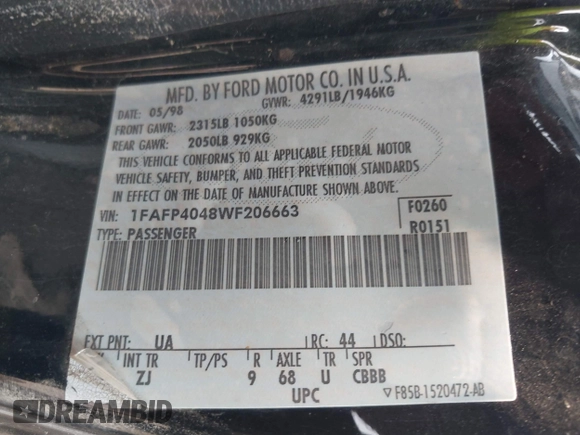 MFD. BY FORD MOTOR CO. IN U.S.A.
DATE: 05/98 GVWR: 4291LB/1946KG
FRONT GAWR: 2315LB 1050KG
REAR GAWR: 2050LB 929KG
THIS VEHICLE CONFORMS TO ALL APPLICABLE FEDERAL MOTOR
VEHICLE SAFETY, BUMPER, AND THEFT PREVENTION STANDARDS
IN EFFECT ON THE DATE OF MANUFACTURE SHOWN ABOVE.
VIN: 1FAFP4048WF206663 F0260
TYPE: PASSENGER R0151
EXT PNT: UA RC: 44 DSO:
INT TR TP/PS R AXLE TR SPR
ZJ 9 68 U CBBB
UPC F85B-1520472-AB
DREAMBID